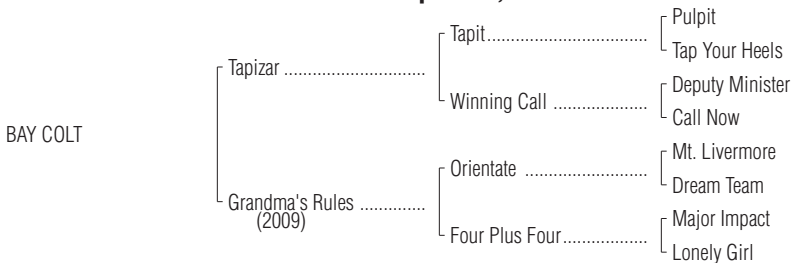 Pulpit
Tapit................................
Tap Your Heels
Tapizar .............................
Deputy Minister
Winning Call ...................
Call Now
BAY COLT
Mt. Livermore
Orientate .........................
Dream Team
Grandma's Rules ..............
(2009)
Major Impact
Four Plus Four.................
Lonely Girl